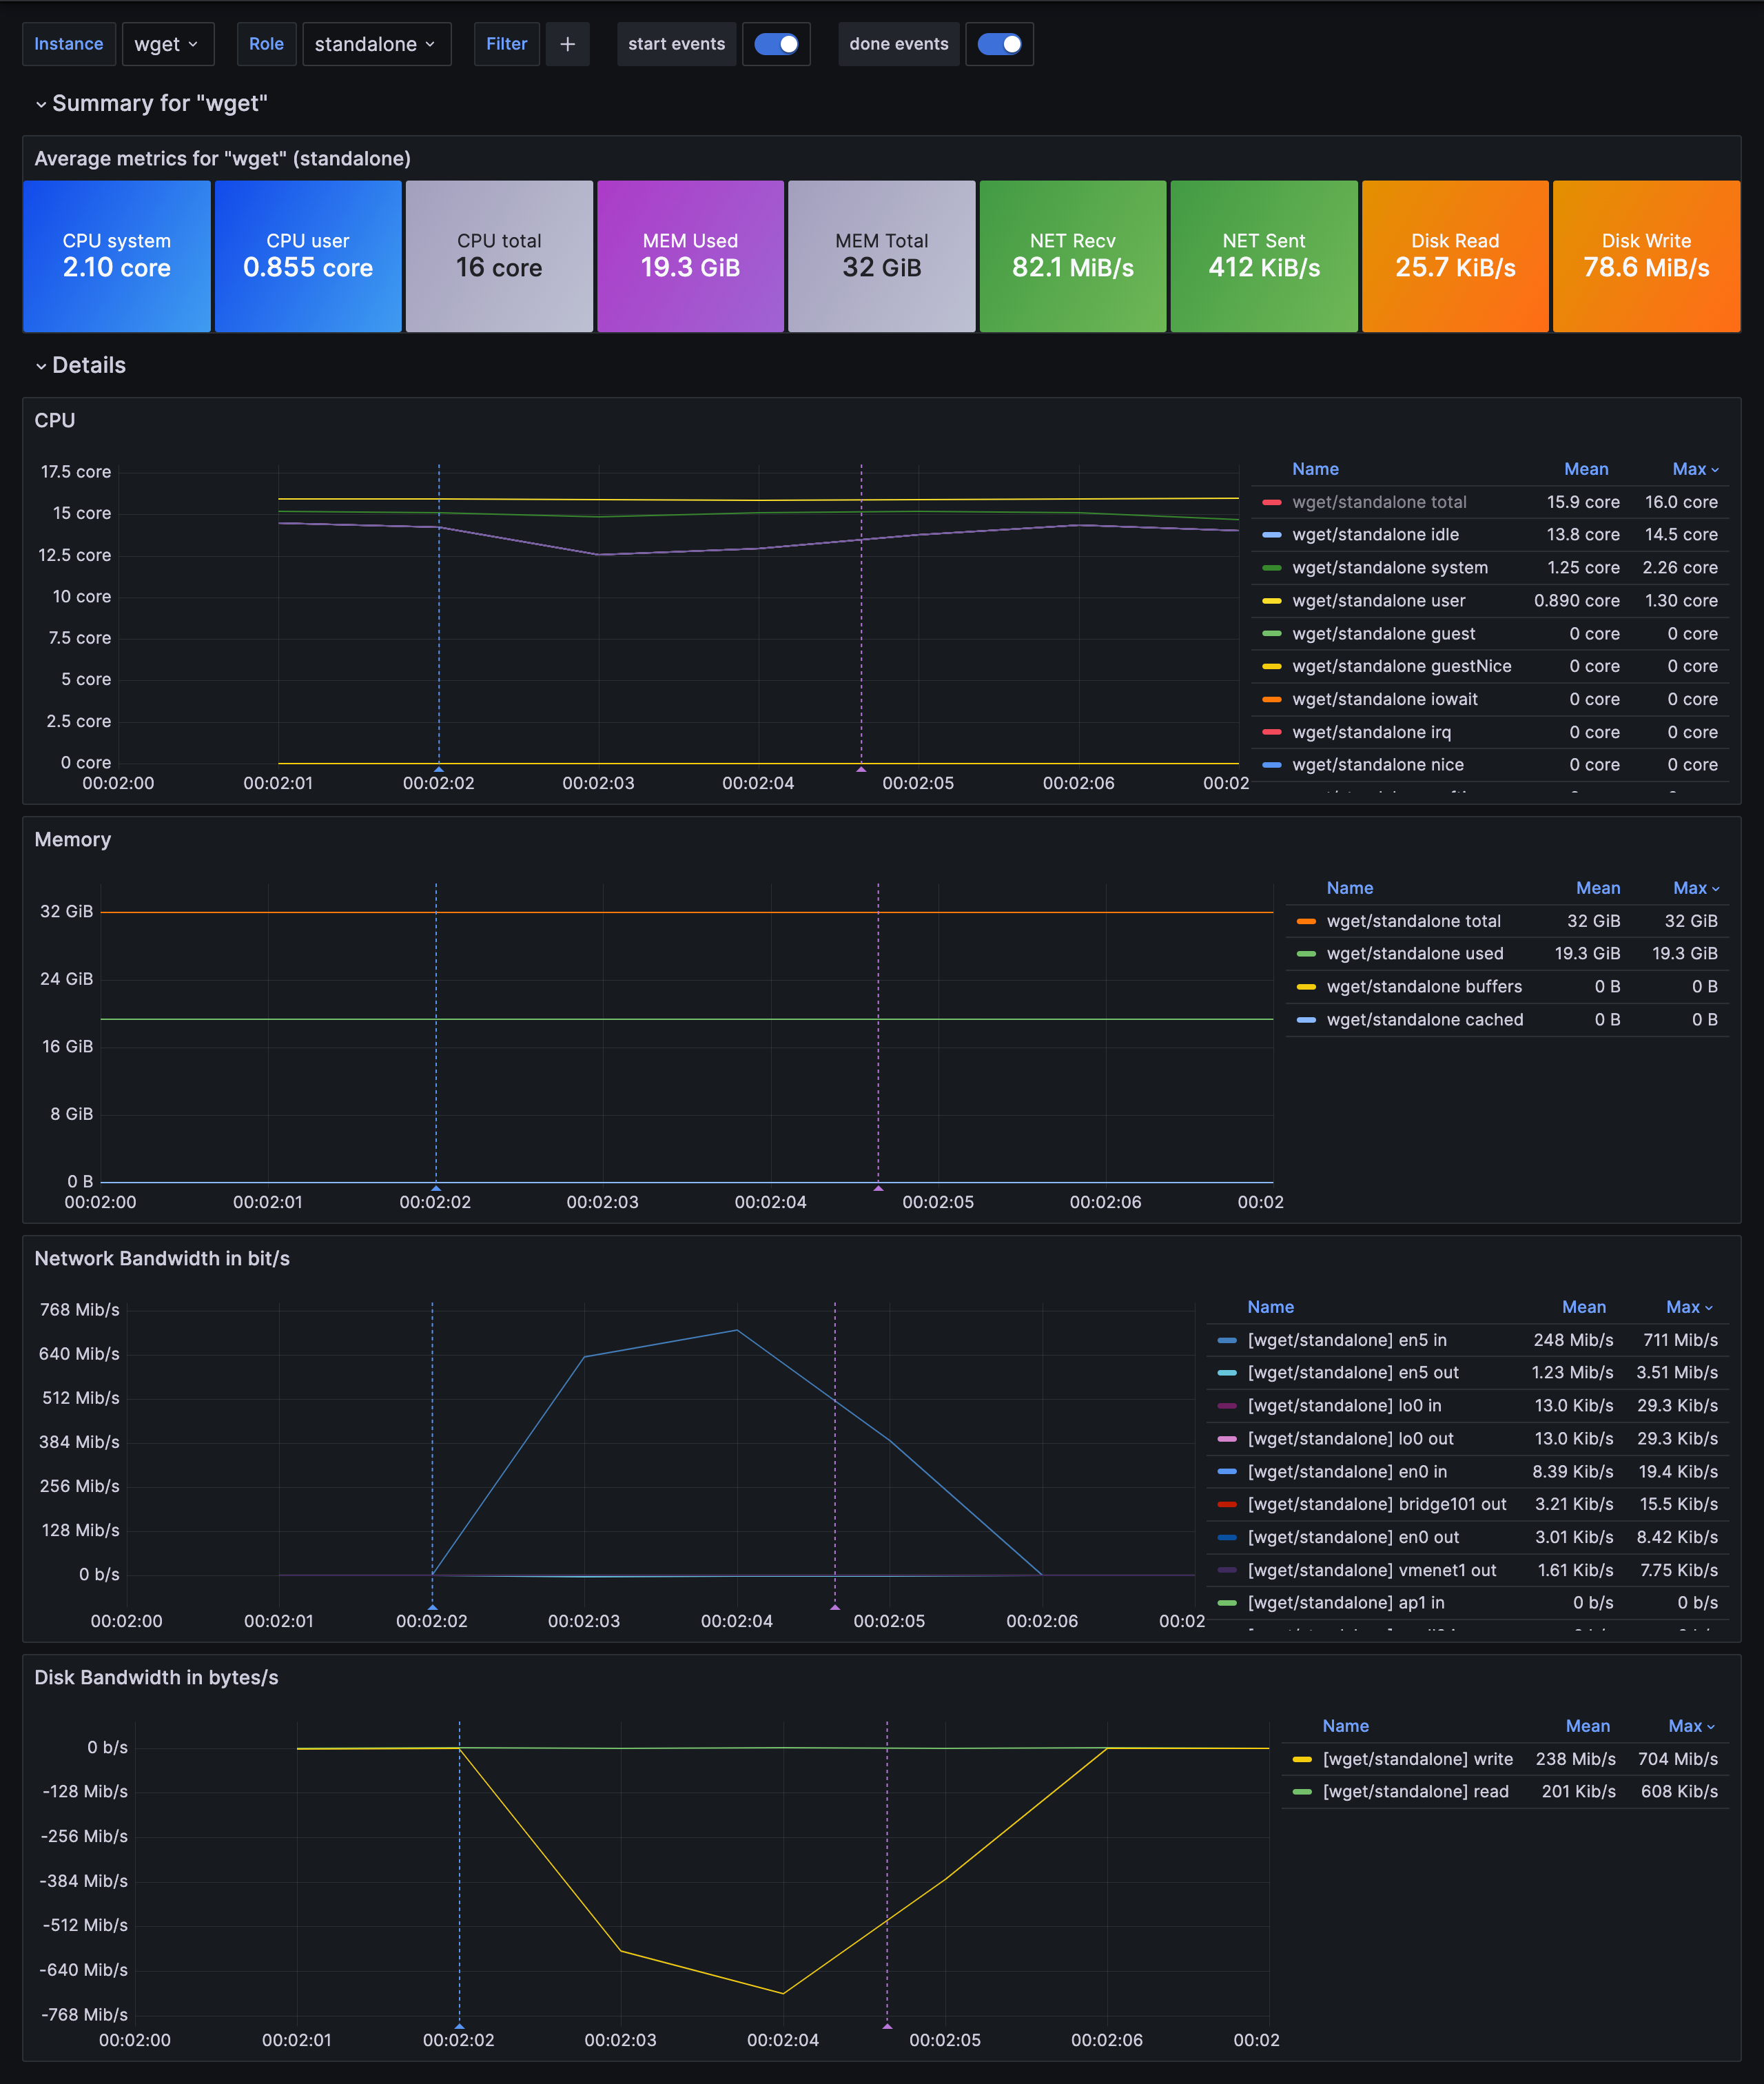 Instance wget Role standalone Filter + start events done events
Summary for "wget"
Average metrics for "wget" (standalone)
CPU system CPU user CPU total MEM Used MEM Total NET Recv NET Sent Disk Read Disk Write
2.10 core 0.855 core 16 core 19.3 GiB 32 GiB 82.1 MiB/s 412 KiB/s 25.7 KiB/s 78.6 MiB/s
Details
CPU
17.5 core
15 core
12.5 core
10 core
7.5 core
5 core
2.5 core
0 core
00:02:00 00:02:01 00:02:02 00:02:03 00:02:04 00:02:05 00:02:06 00:02
Name Mean Max
wget/standalone total 15.9 core 16.0 core
wget/standalone idle 13.8 core 14.5 core
wget/standalone system 1.25 core 2.26 core
wget/standalone user 0.890 core 1.30 core
wget/standalone guest 0 core 0 core
wget/standalone guestNice 0 core 0 core
wget/standalone iowait 0 core 0 core
wget/standalone irq 0 core 0 core
wget/standalone nice 0 core 0 core
Memory
32 GiB
24 GiB
16 GiB
8 GiB
0 B
00:02:00 00:02:01 00:02:02 00:02:03 00:02:04 00:02:05 00:02:06 00:02
Name Mean Max
wget/standalone total 32 GiB 32 GiB
wget/standalone used 19.3 GiB 19.3 GiB
wget/standalone buffers 0 B 0 B
wget/standalone cached 0 B 0 B
Network Bandwidth in bit/s
768 Mib/s
640 Mib/s
512 Mib/s
384 Mib/s
256 Mib/s
128 Mib/s
0 b/s
00:02:00 00:02:01 00:02:02 00:02:03 00:02:04 00:02:05 00:02:06 00:02
Name Mean Max
[wget/standalone] en5 in 248 Mib/s 711 Mib/s
[wget/standalone] en5 out 1.23 Mib/s 3.51 Mib/s
[wget/standalone] lo0 in 13.0 Kib/s 29.3 Kib/s
[wget/standalone] lo0 out 13.0 Kib/s 29.3 Kib/s
[wget/standalone] en0 in 8.39 Kib/s 19.4 Kib/s
[wget/standalone] bridge101 out 3.21 Kib/s 15.5 Kib/s
[wget/standalone] en0 out 3.01 Kib/s 8.42 Kib/s
[wget/standalone] vmenet1 out 1.61 Kib/s 7.75 Kib/s
[wget/standalone] ap1 in 0 b/s 0 b/s
Disk Bandwidth in bytes/s
0 b/s
-128 Mib/s
-256 Mib/s
-384 Mib/s
-512 Mib/s
-640 Mib/s
-768 Mib/s
00:02:00 00:02:01 00:02:02 00:02:03 00:02:04 00:02:05 00:02:06 00:02
Name Mean Max
[wget/standalone] write 238 Mib/s 704 Mib/s
[wget/standalone] read 201 Kib/s 608 Kib/s